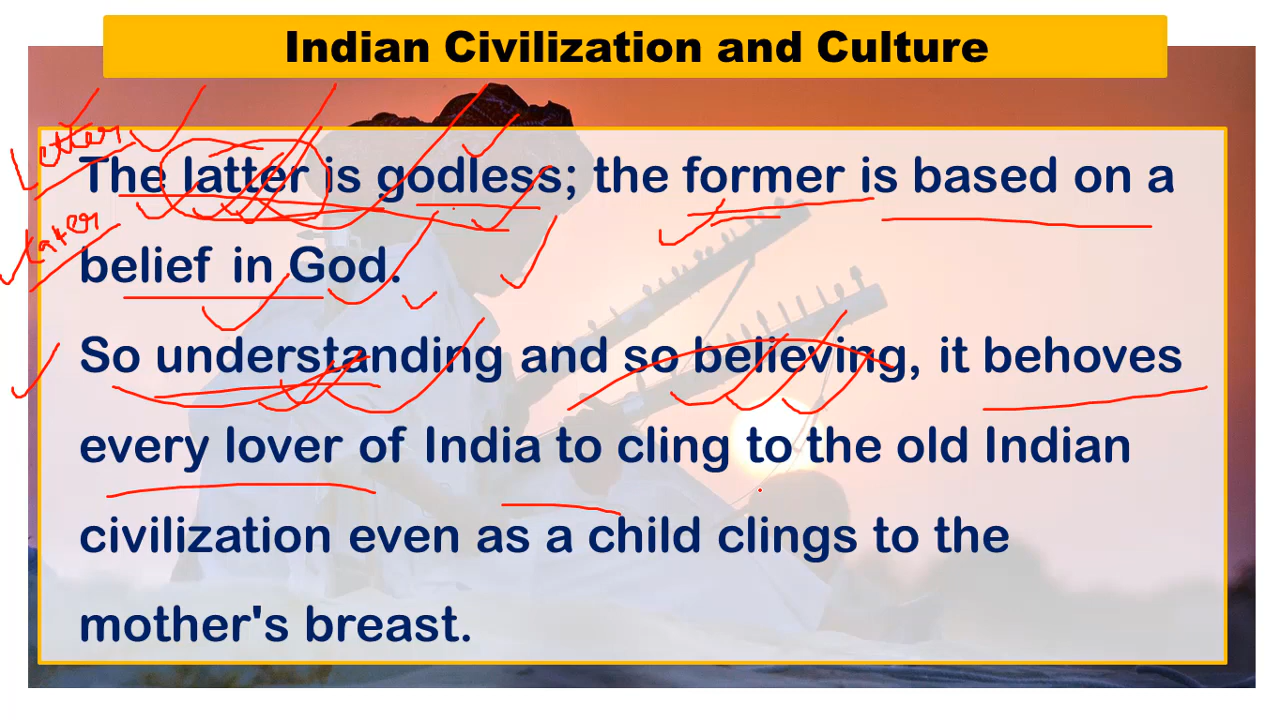 Indian Civilization and Culture
Letter
The latter is godless; the former is based on a
Later
belief in God.
So understanding and so believing, it behoves
every lover of India to cling to the old Indian
civilization even as a child clings to the
mother's breast.